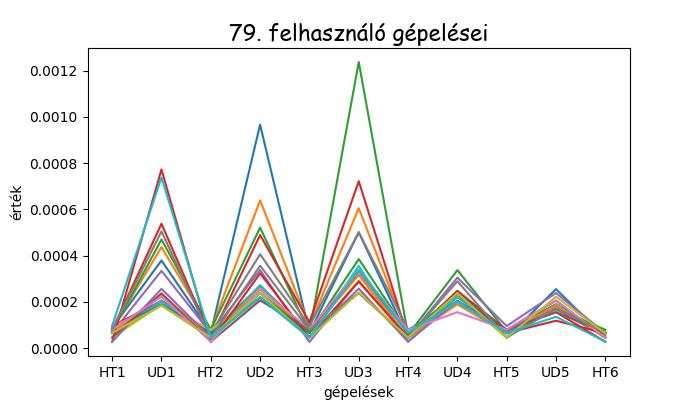 79. felhasználó gépelései
0.0012
0.0010
0.0008
0.0006
0.0004
0.0002
0.0000
érték
HT1 UD1 HT2 UD2 HT3 UD3 HT4 UD4 HT5 UD5 HT6
gépelések